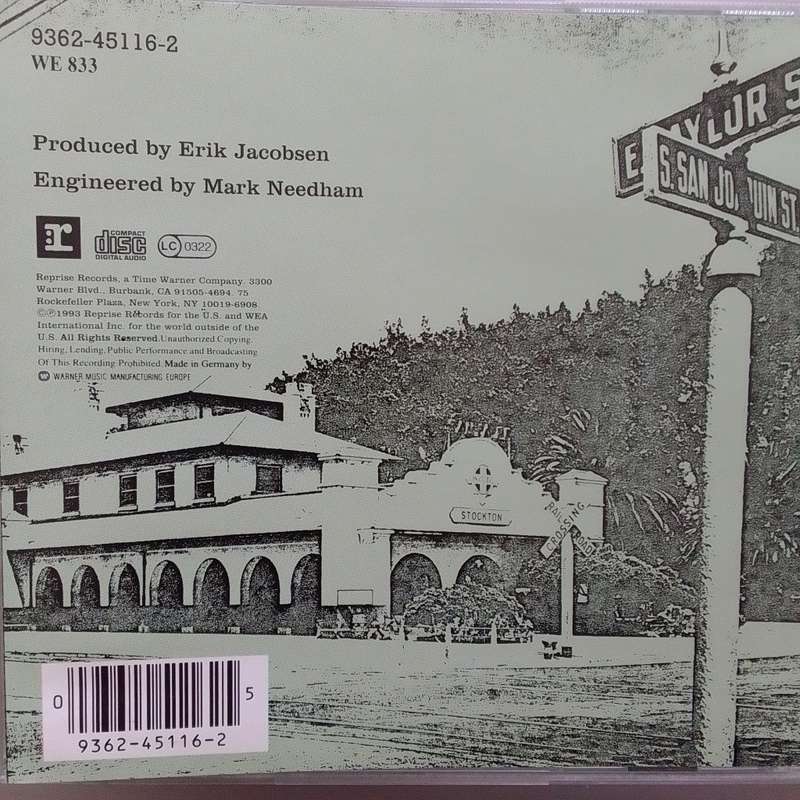 9362-45116-2
WE 833
Produced by Erik Jacobsen
Engineered by Mark Needham
r
COMPACT
disc
DIGITAL AUDIO
LC 0322
Reprise Records, a Time Warner Company. 3300
Warner Blvd., Burbank, CA 91505-4694. 75
Rockefeller Plaza, New York, NY 10019-6908.
©℗1993 Reprise Records for the U.S. and WEA
International Inc. for the world outside of the
U.S. All Rights Reserved. Unauthorized Copying.
Hiring, Lending, Public Performance and Broadcasting
Of This Recording Prohibited. Made in Germany by
WARNER MUSIC MANUFACTURING EUROPE
E. TAYLOR S
S. SAN JOAQUIN ST.
STOCKTON
RAILROAD
CROSSING
0 5
9362-45116-2